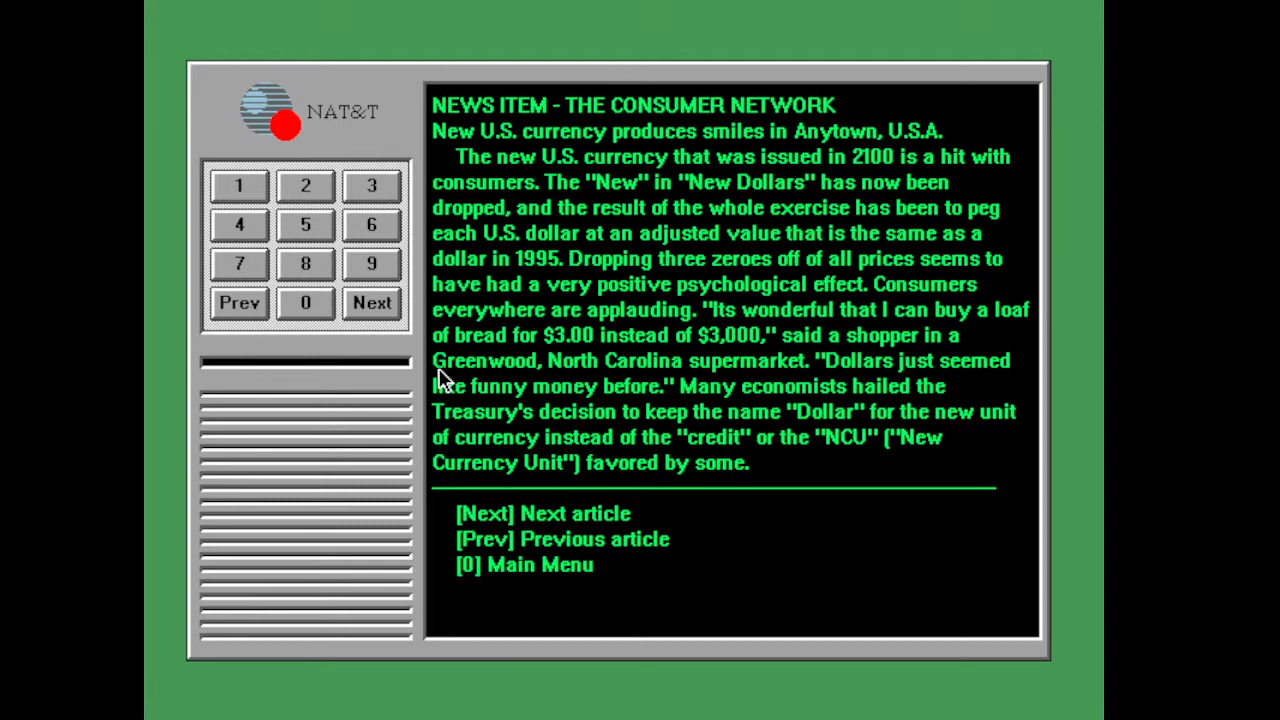 NAT&T
1 2 3
4 5 6
7 8 9
Prev 0 Next
NEWS ITEM - THE CONSUMER NETWORK
New U.S. currency produces smiles in Anytown, U.S.A.
The new U.S. currency that was issued in 2100 is a hit with
consumers. The "New" in "New Dollars" has now been
dropped, and the result of the whole exercise has been to peg
each U.S. dollar at an adjusted value that is the same as a
dollar in 1995. Dropping three zeroes off of all prices seems to
have had a very positive psychological effect. Consumers
everywhere are applauding. "Its wonderful that I can buy a loaf
of bread for $3.00 instead of $3,000," said a shopper in a
Greenwood, North Carolina supermarket. "Dollars just seemed
like funny money before." Many economists hailed the
Treasury's decision to keep the name "Dollar" for the new unit
of currency instead of the "credit" or the "NCU" ("New
Currency Unit") favored by some.
[Next] Next article
[Prev] Previous article
[0] Main Menu